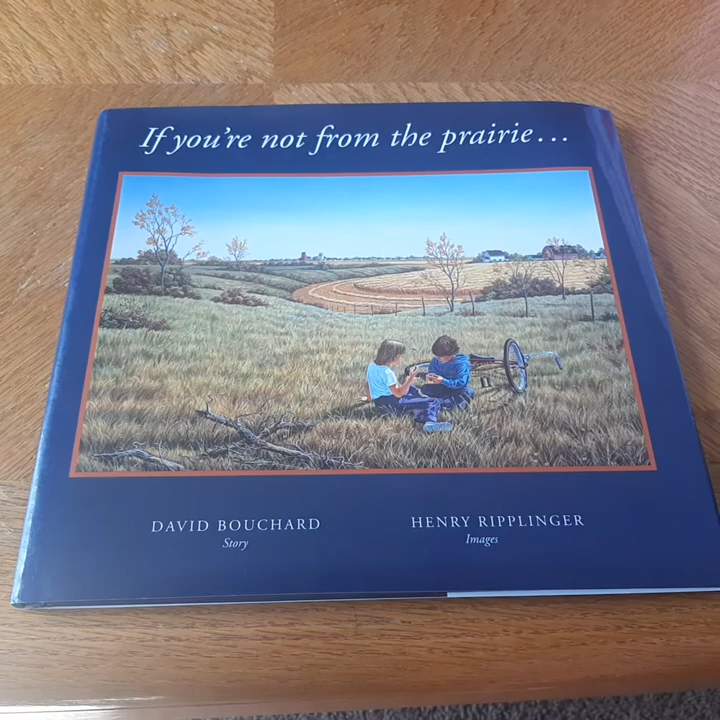 If you're not from the prairie...
DAVID BOUCHARD
Story
HENRY RIPPLINGER
Images